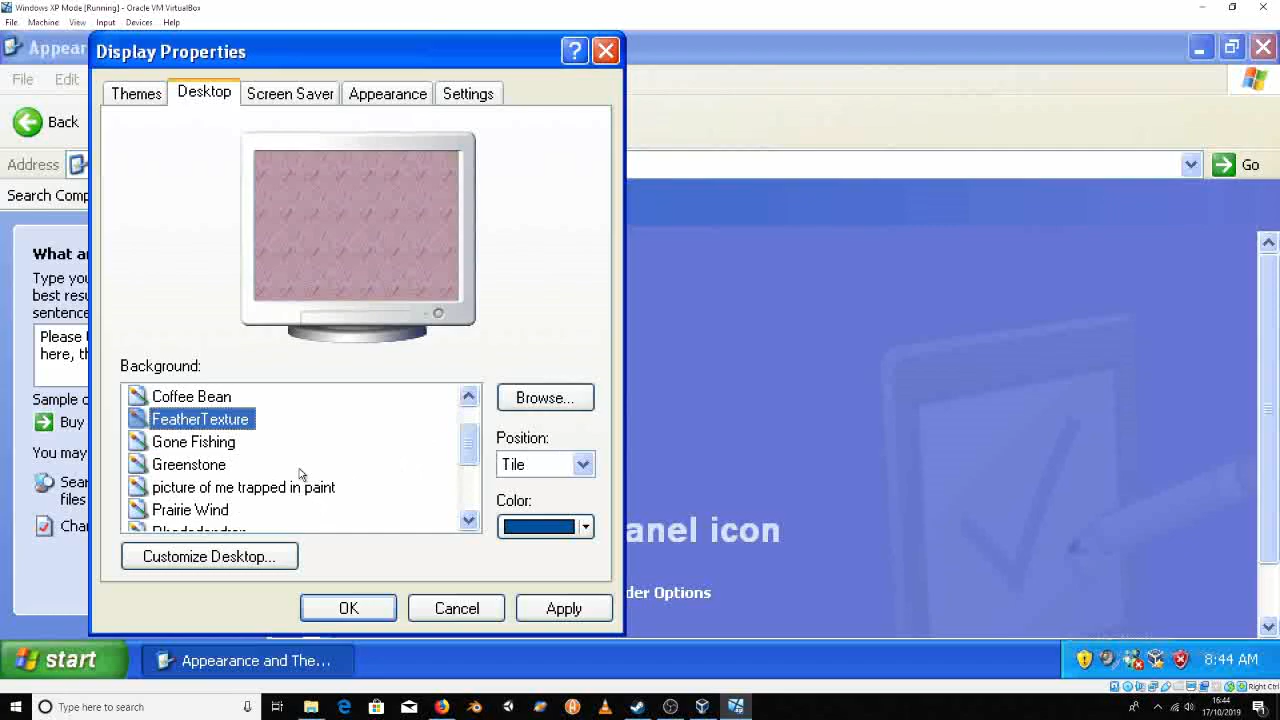 Windows XP Mode [Running] - Oracle VM VirtualBox
File Machine View Input Devices Help
Appear
Display Properties
File Edit
Themes Desktop Screen Saver Appearance Settings
Back
Address
Go
Search Comp
What ar
Type you
best resu
sentence
Please t
here, th
Sample q
Buy
You may
Sear
files
Char
Background:
Coffee Bean
FeatherTexture
Gone Fishing
Greenstone
picture of me trapped in paint
Prairie Wind
Rhododendron
Browse...
Position:
Tile
Color:
Customize Desktop...
OK Cancel Apply
anel icon
der Options
start
Appearance and The...
8:44 AM
Right Ctrl
Type here to search
16:44
17/10/2019